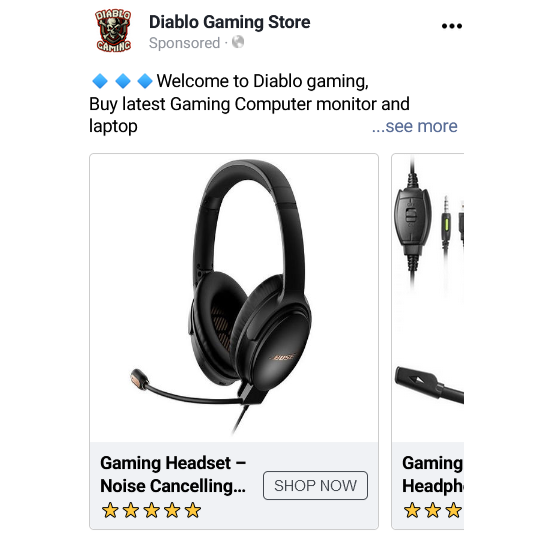 DIABLO
GAMING
Diablo Gaming Store
Sponsored ·
Welcome to Diablo gaming,
Buy latest Gaming Computer monitor and
laptop ...see more
BOSE
Gaming Headset –
Noise Cancelling...
SHOP NOW
Gaming
Headph